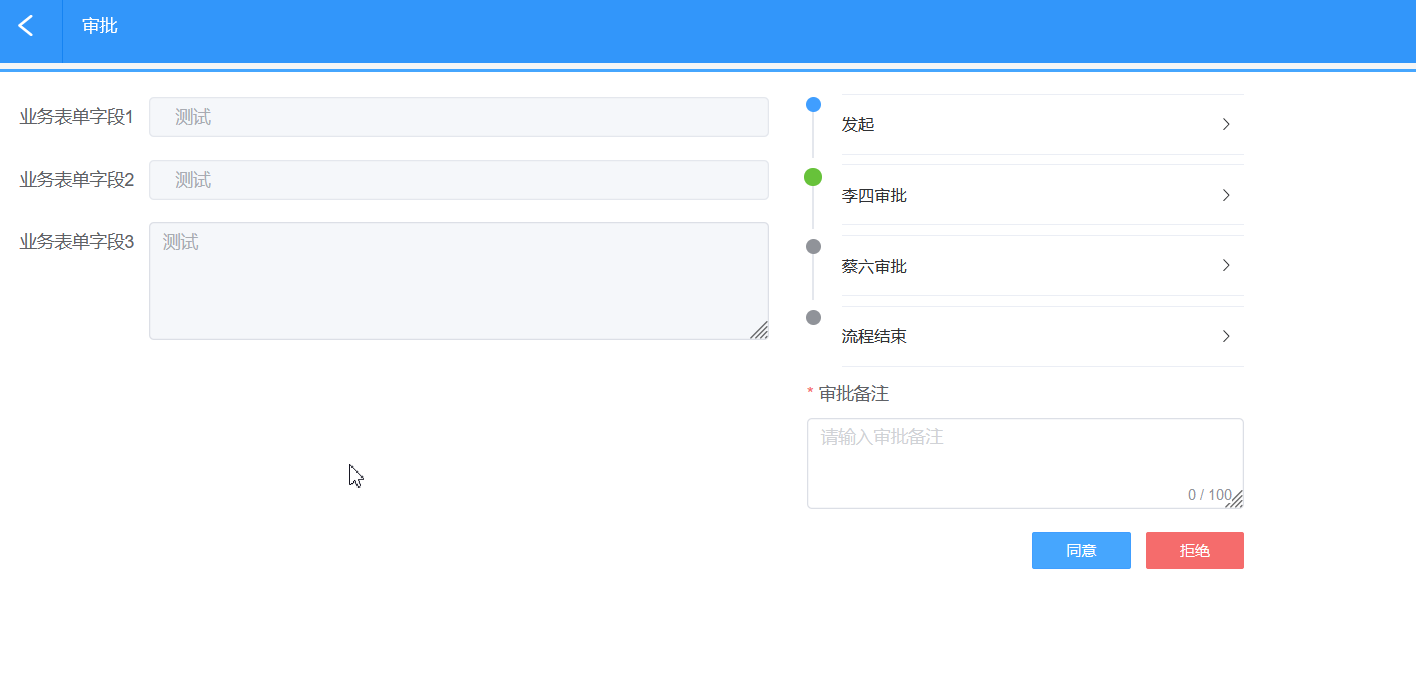 审批
业务表单字段1
测试
业务表单字段2
测试
业务表单字段3
测试
发起
李四审批
蔡六审批
流程结束
* 审批备注
请输入审批备注
0 / 100
同意
拒绝